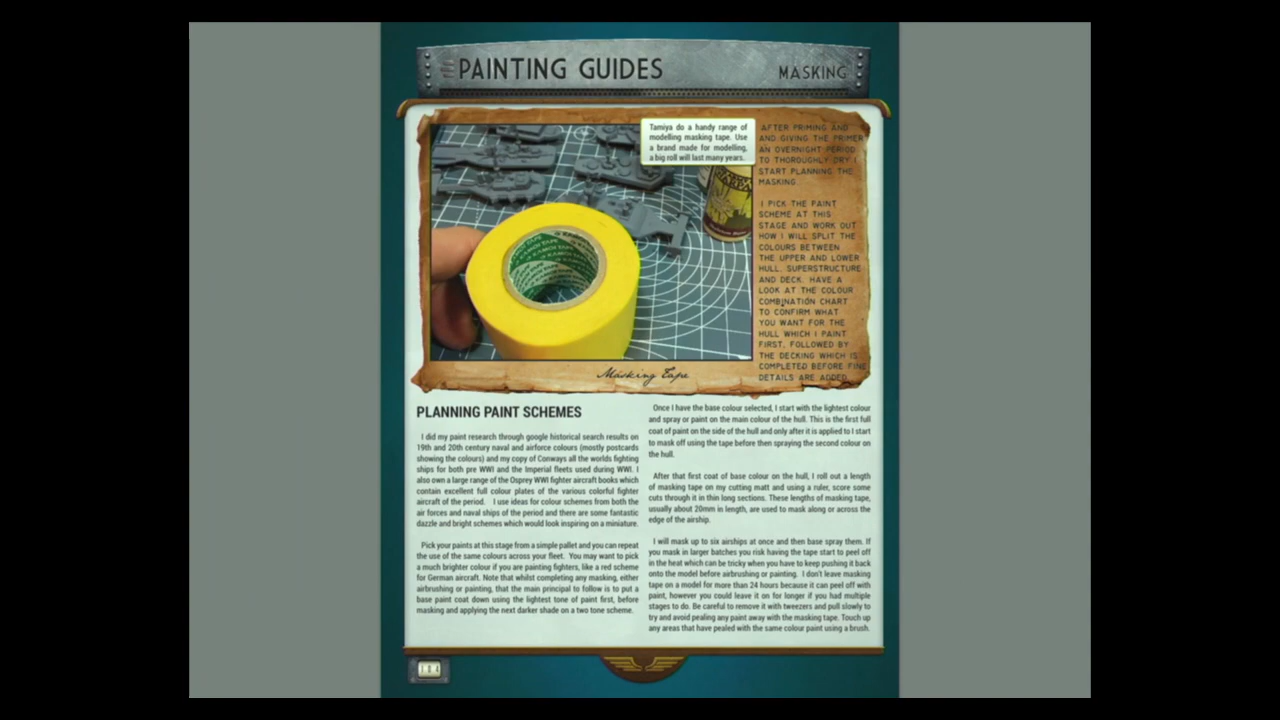 the PAINTING GUIDES
MASKING
Tamiya do a handy range of
modelling masking tape. Use
a brand made for modelling,
a big roll will last many years.
AFTER PRIMING AND
AND GIVING THE PRIMER
AN OVERNIGHT PERIOD
TO THOROUGHLY DRY I
START PLANNING THE
MASKING
I PICK THE PAINT
SCHEME AT THIS
STAGE AND WORK OUT
HOW I WILL SPLIT THE
COLOURS BETWEEN
THE UPPER AND LOWER
HULL, SUPERSTRUCTURE
AND DECK. HAVE A
LOOK AT THE COLOUR
COMBINATION CHART
TO CONFIRM WHAT
YOU WANT FOR THE
HULL WHICH I PAINT
FIRST, FOLLOWED BY
THE DECKING WHICH IS
COMPLETED BEFORE FINE
DETAILS ARE ADDED
Masking Tape
PLANNING PAINT SCHEMES
I did my paint research through google historical search results on
19th and 20th century naval and airforce colours (mostly postcards
showing the colours) and my copy of Conways all the worlds fighting
ships for both pre WWI and the Imperial fleets used during WWI. I
also own a large range of the Osprey WWI fighter aircraft books which
contain excellent full colour plates of the various colorful fighter
aircraft of the period. I use ideas for colour schemes from both the
air forces and naval ships of the period and there are some fantastic
dazzle and bright schemes which would look inspiring on a miniature.
Pick your paints at this stage from a simple pallet and you can repeat
the use of the same colours across your fleet. You may want to pick
a much brighter colour if you are painting fighters, like a red scheme
for German aircraft. Note that whilst completing any masking, either
airbrushing or painting, that the main principal to follow is to put a
base paint coat down using the lightest tone of paint first, before
masking and applying the next darker shade on a two tone scheme.
Once I have the base colour selected, I start with the lightest colour
and spray or paint on the main colour of the hull. This is the first full
coat of paint on the side of the hull and only after it is applied to I start
to mask off using the tape before then spraying the second colour on
the hull.
After that first coat of base colour on the hull, I roll out a length
of masking tape on my cutting matt and using a ruler, score some
cuts through it in thin long sections. These lengths of masking tape,
usually about 20mm in length, are used to mask along or across the
edge of the airship.
I will mask up to six airships at once and then base spray them. If
you mask in larger batches you risk having the tape start to peel off
in the heat which can be tricky when you have to keep pushing it back
onto the model before airbrushing or painting. I don't leave masking
tape on a model for more than 24 hours because it can peel off with
paint, however you could leave it on for longer if you had multiple
stages to do. Be careful to remove it with tweezers and pull slowly to
try and avoid pealing any paint away with the masking tape. Touch up
any areas that have pealed with the same colour paint using a brush.